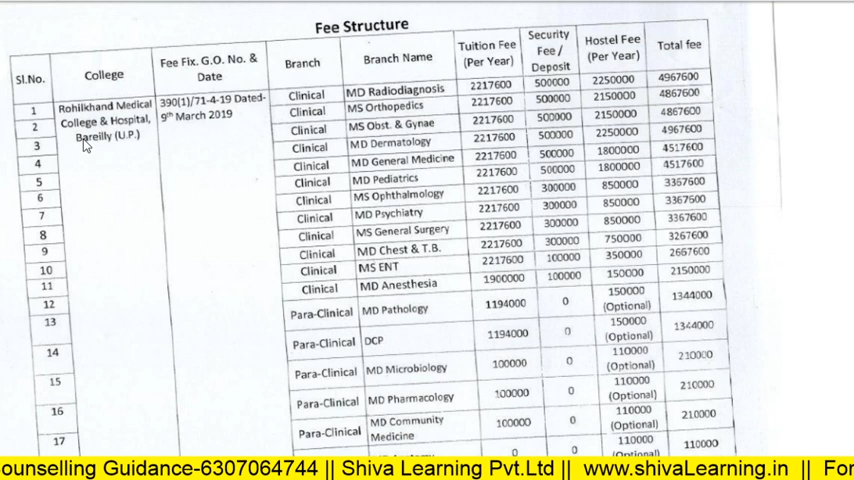 Fee Structure
Sl.No. College Fee Fix. G.O. No. & Date Branch Branch Name Tuition Fee (Per Year) Security Fee / Deposit Hostel Fee (Per Year) Total fee
1 Rohilkhand Medical College & Hospital, Bareilly (U.P.) 390(1)/71-4-19 Dated-9th March 2019 Clinical MD Radiodiagnosis 2217600 500000 2250000 4967600
2 Clinical MS Orthopedics 2217600 500000 2150000 4867600
3 Clinical MS Obst. & Gynae 2217600 500000 2150000 4867600
4 Clinical MD Dermatology 2217600 500000 2250000 4967600
5 Clinical MD General Medicine 2217600 500000 1800000 4517600
6 Clinical MD Pediatrics 2217600 500000 1800000 4517600
7 Clinical MS Ophthalmology 2217600 300000 850000 3367600
8 Clinical MD Psychiatry 2217600 300000 850000 3367600
9 Clinical MS General Surgery 2217600 300000 850000 3367600
10 Clinical MD Chest & T.B. 2217600 300000 750000 3267600
11 Clinical MS ENT 2217600 100000 350000 2667600
12 Clinical MD Anesthesia 1900000 100000 150000 2150000
13 Para-Clinical MD Pathology 1194000 0 150000 (Optional) 1344000
14 Para-Clinical DCP 1194000 0 150000 (Optional) 1344000
15 Para-Clinical MD Microbiology 100000 0 110000 (Optional) 210000
16 Para-Clinical MD Pharmacology 100000 0 110000 (Optional) 210000
17 Para-Clinical MD Community Medicine 100000 0 110000 (Optional) 210000
0 0 110000 (Optional) 110000
ounselling Guidance-6307064744 || Shiva Learning Pvt.Ltd || www.shivaLearning.in || For